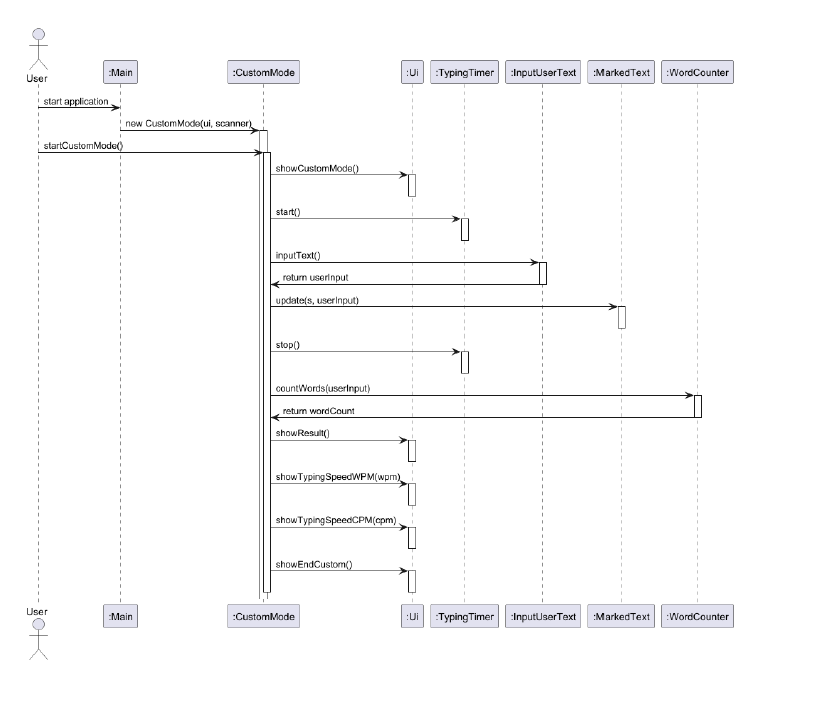 User
:Main
:CustomMode
:Ui
:TypingTimer
:InputUserText
:MarkedText
:WordCounter
start application
new CustomMode(ui, scanner)
startCustomMode()
showCustomMode()
start()
inputText()
return userInput
update(s, userInput)
stop()
countWords(userInput)
return wordCount
showResult()
showTypingSpeedWPM(wpm)
showTypingSpeedCPM(cpm)
showEndCustom()
User
:Main
:CustomMode
:Ui
:TypingTimer
:InputUserText
:MarkedText
:WordCounter